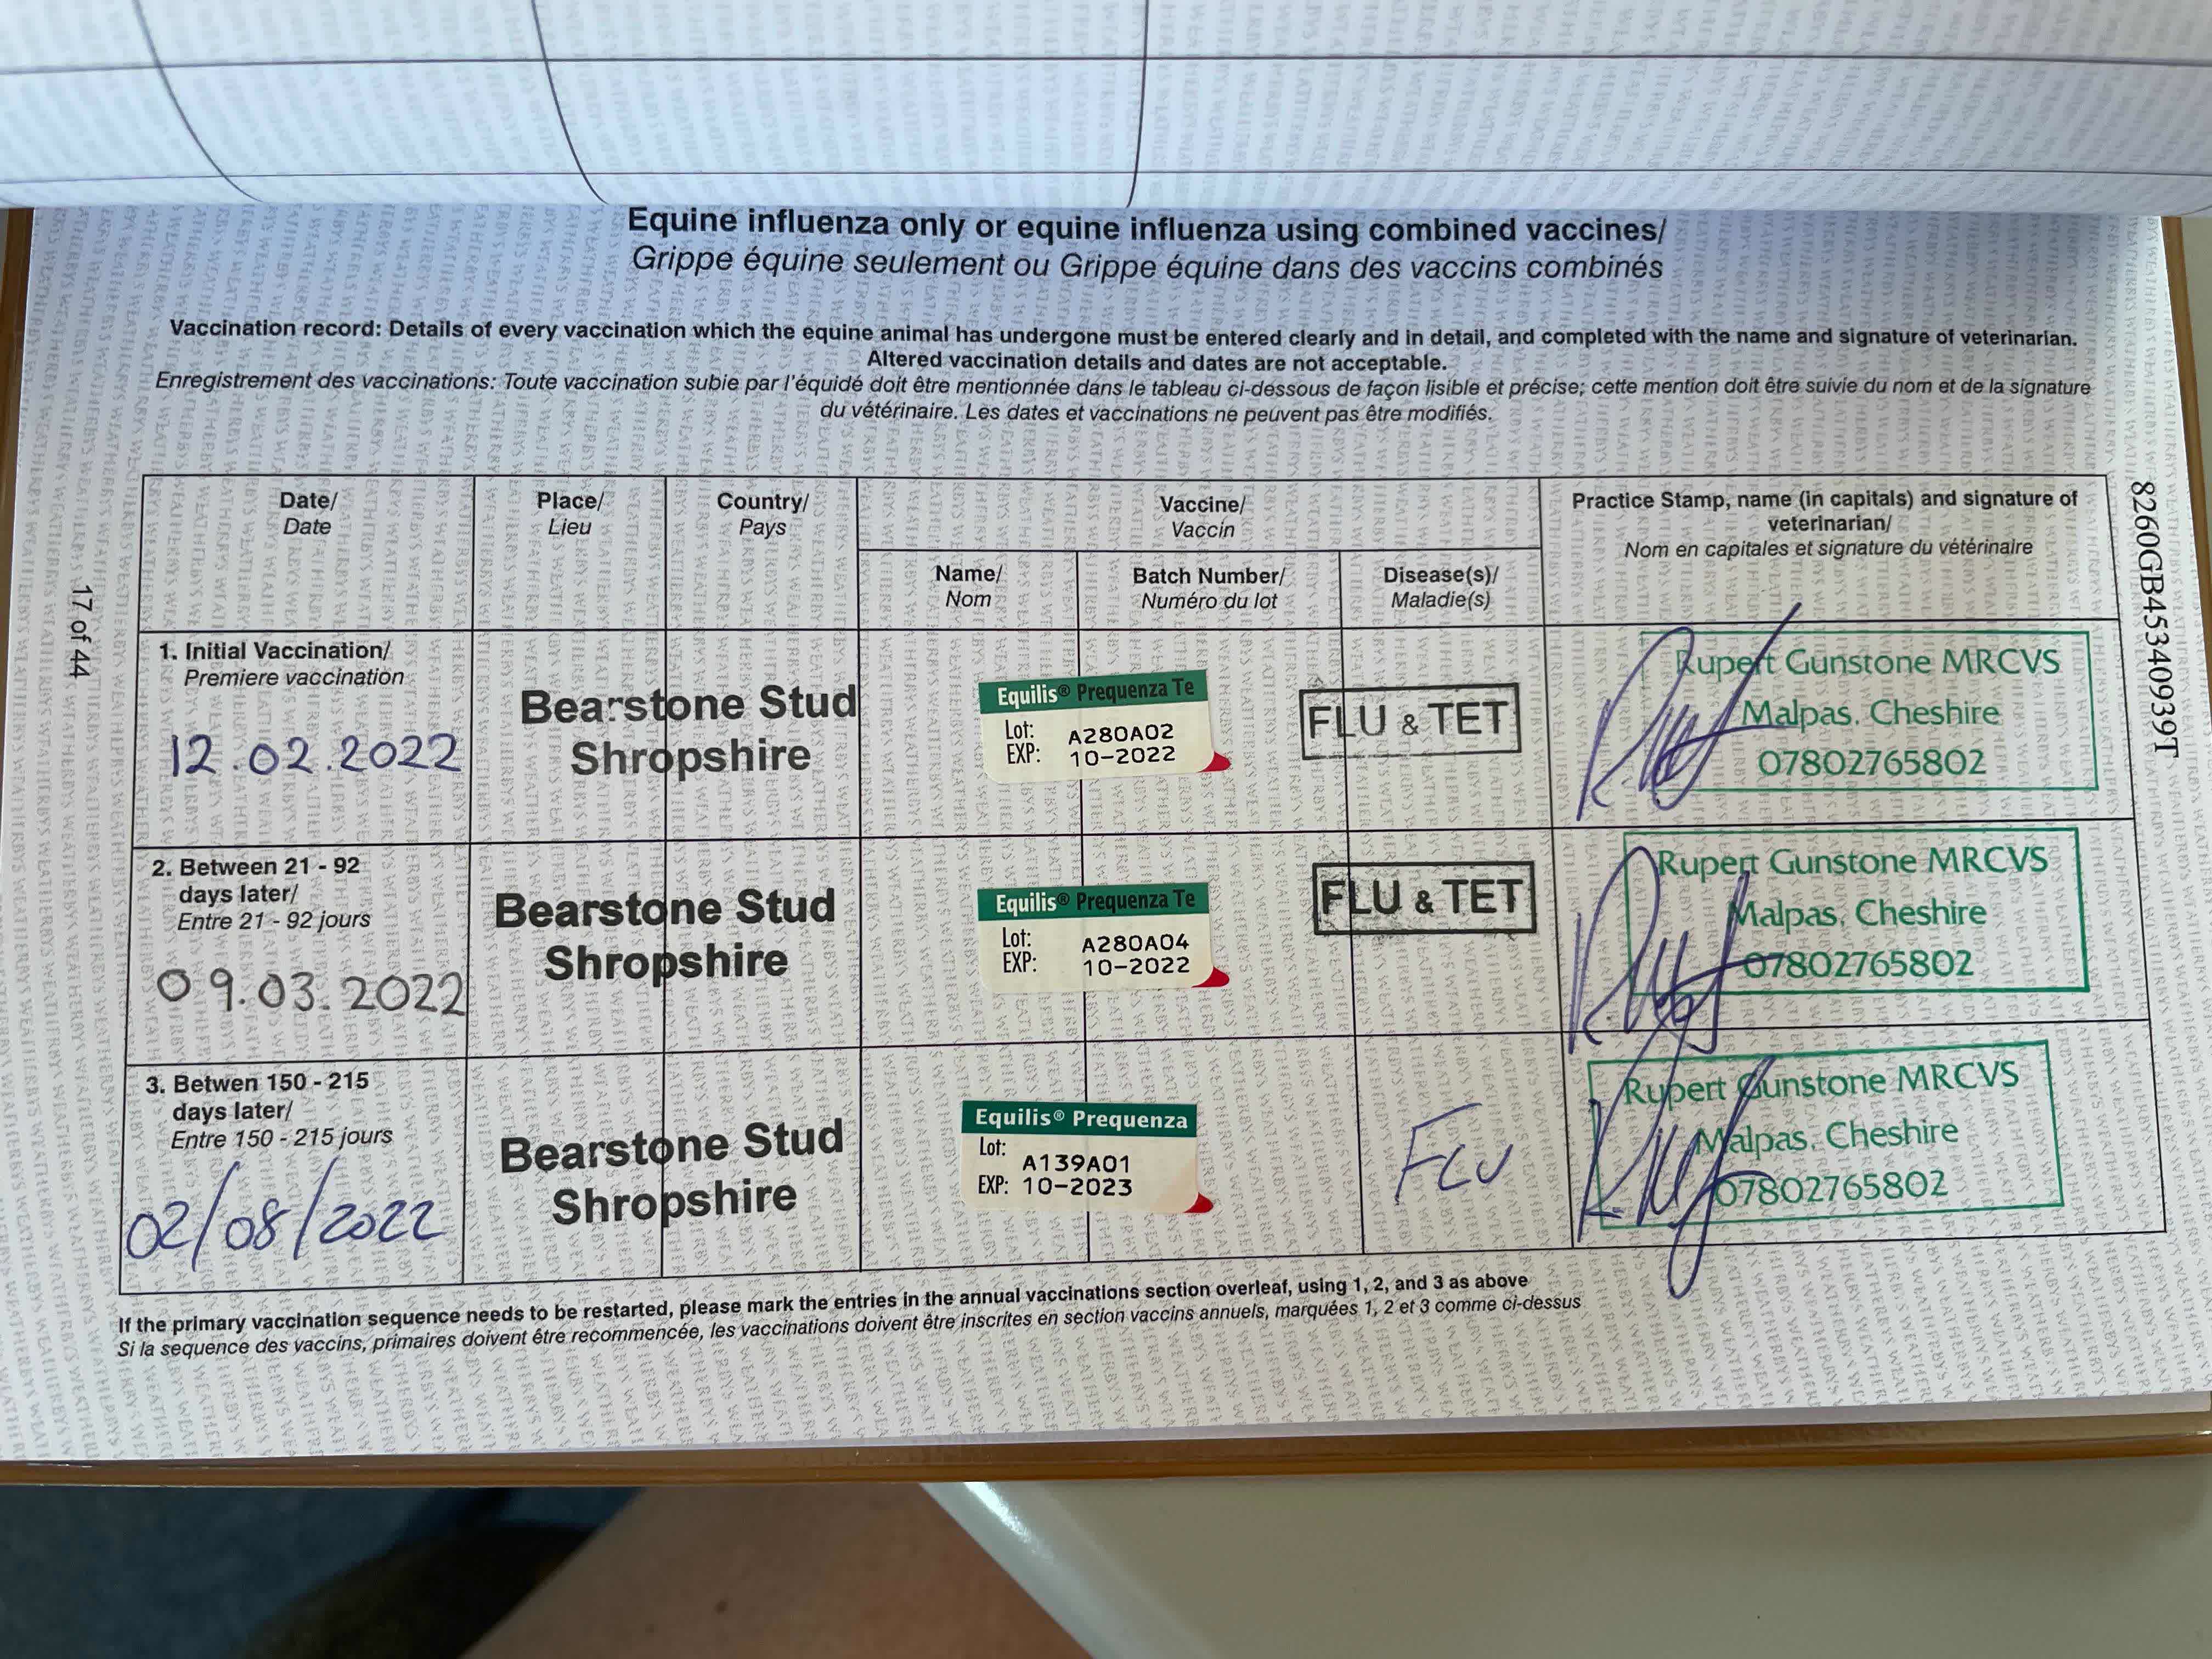 Equine influenza only or equine influenza using combined vaccines/
Grippe équine seulement ou Grippe équine dans des vaccins combinés
Vaccination record: Details of every vaccination which the equine animal has undergone must be entered clearly and in detail, and completed with the name and signature of veterinarian.
Altered vaccination details and dates are not acceptable.
Enregistrement des vaccinations: Toute vaccination subie par l'équidé doit être mentionnée dans le tableau ci-dessous de façon lisible et précise; cette mention doit être suivie du nom et de la signature
du vétérinaire. Les dates et vaccinations ne peuvent pas être modifiés.
Date/
Date
Place/
Lieu
Country/
Pays
Vaccine/
Vaccin
Practice Stamp, name (in capitals) and signature of
veterinarian/
Nom en capitales et signature du vétérinaire
Name/
Nom
Batch Number/
Numéro du lot
Disease(s)/
Maladie(s)
1. Initial Vaccination/
Premiere vaccination
12.02.2022
Bearstone Stud
Shropshire
Equilis® Prequenza Te
Lot: A280A02
EXP: 10-2022
FLU & TET
Rupert Gunstone MRCVS
Malpas, Cheshire
07802765802
2. Between 21 - 92
days later/
Entre 21 - 92 jours
09.03.2022
Bearstone Stud
Shropshire
Equilis® Prequenza Te
Lot: A280A04
EXP: 10-2022
FLU & TET
Rupert Gunstone MRCVS
Malpas, Cheshire
07802765802
3. Betwen 150 - 215
days later/
Entre 150 - 215 jours
02/08/2022
Bearstone Stud
Shropshire
Equilis® Prequenza
Lot: A139A01
EXP: 10-2023
FLU
Rupert Gunstone MRCVS
Malpas, Cheshire
07802765802
If the primary vaccination sequence needs to be restarted, please mark the entries in the annual vaccinations section overleaf, using 1, 2, and 3 as above
Si la sequence des vaccins, primaires doivent être recommencée, les vaccinations doivent être inscrites en section vaccins annuels, marquées 1, 2 et 3 comme ci-dessus
17 of 44
8260GB453409939T